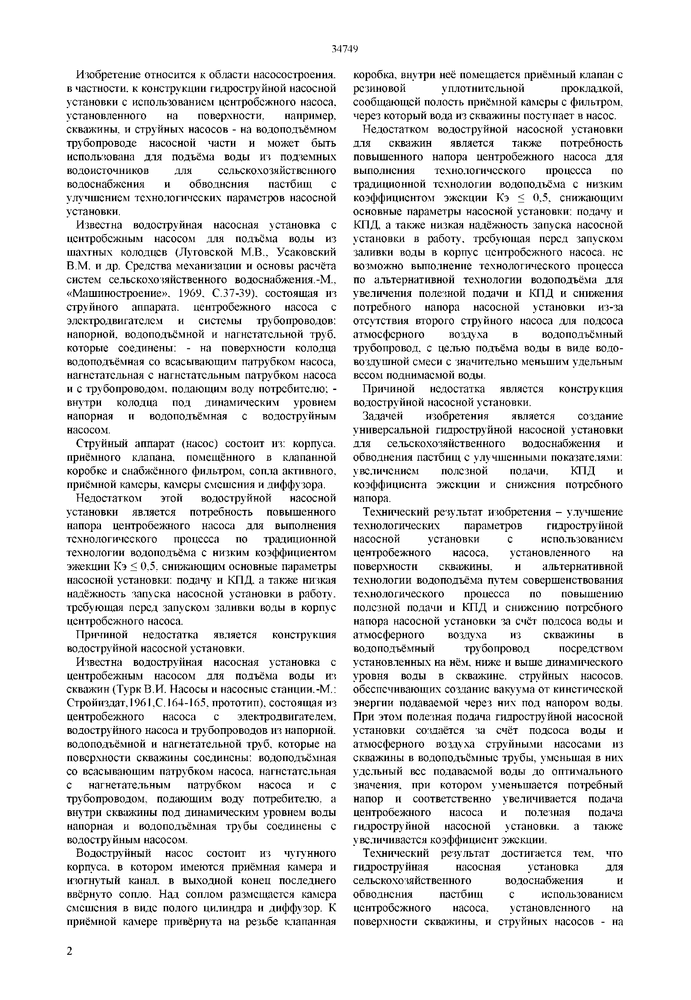 34749
Изобретение относится к области насосостроения,
в частности, к конструкции гидроструйной насосной
установки с использованием центробежного насоса,
установленного на поверхности, например,
скважины, и струйных насосов - на водоподъёмном
трубопроводе насосной части и может быть
использована для подъёма воды из подземных
водоисточников для сельскохозяйственного
водоснабжения и обводнения пастбищ с
улучшением технологических параметров насосной
установки.
Известна водоструйная насосная установка с
центробежным насосом для подъёма воды из
шахтных колодцев (Луговской М.В., Усаковский
В.М. и др. Средства механизации и основы расчёта
систем сельскохозяйственного водоснабжения.-М.,
«Машиностроение», 1969, С.37-39), состоящая из
струйного аппарата, центробежного насоса с
электродвигателем и системы трубопроводов:
напорной, водоподъёмной и нагнетательной труб,
которые соединены: - на поверхности колодца
водоподъёмная со всасывающим патрубком насоса,
нагнетательная с нагнетательным патрубком насоса
и с трубопроводом, подающим воду потребителю; -
внутри колодца под динамическим уровнем
напорная и водоподъёмная с водоструйным
насосом.
Струйный аппарат (насос) состоит из: корпуса,
приёмного клапана, помещённого в клапанной
коробке и снабжённого фильтром, сопла активного,
приёмной камеры, камеры смешения и диффузора.
Недостатком этой водоструйной насосной
установки является потребность повышенного
напора центробежного насоса для выполнения
технологического процесса по традиционной
технологии водоподъёма с низким коэффициентом
эжекции Кэ ≤ 0,5, снижающим основные параметры
насосной установки: подачу и КПД, а также низкая
надёжность запуска насосной установки в работу,
требующая перед запуском заливки воды в корпус
центробежного насоса.
Причиной недостатка является конструкция
водоструйной насосной установки.
Известна водоструйная насосная установка с
центробежным насосом для подъёма воды из
скважин (Турк В.И. Насосы и насосные станции.-М.:
Стройиздат,1961,С.164-165, прототип), состоящая из
центробежного насоса с электродвигателем,
водоструйного насоса и трубопроводов из напорной,
водоподъёмной и нагнетательной труб, которые на
поверхности скважины соединены: водоподъёмная
со всасывающим патрубком насоса, нагнетательная
с нагнетательным патрубком насоса и с
трубопроводом, подающим воду потребителю, а
внутри скважины под динамическим уровнем воды
напорная и водоподъёмная трубы соединены с
водоструйным насосом.
Водоструйный насос состоит из чугунного
корпуса, в котором имеются приёмная камера и
изогнутый канал, в выходной конец последнего
ввёрнуто сопло. Над соплом размещается камера
смешения в виде полого цилиндра и диффузор. К
приёмной камере привёрнута на резьбе клапанная
коробка, внутри неё помещается приёмный клапан с
резиновой уплотнительной прокладкой,
сообщающей полость приёмной камеры с фильтром,
через который вода из скважины поступает в насос.
Недостатком водоструйной насосной установки
для скважин является также потребность
повышенного напора центробежного насоса для
выполнения технологического процесса по
традиционной технологии водоподъёма с низким
коэффициентом эжекции Кэ ≤ 0,5, снижающим
основные параметры насосной установки: подачу и
КПД, а также низкая надёжность запуска насосной
установки в работу, требующая перед запуском
заливки воды в корпус центробежного насоса. не
возможно выполнение технологического процесса
по альтернативной технологии водоподъёма для
увеличения полезной подачи и КПД и снижения
потребного напора насосной установки из-за
отсутствия второго струйного насоса для подсоса
атмосферного воздуха в водоподъёмный
трубопровод, с целью подъёма воды в виде водо-
воздушной смеси с значительно меньшим удельным
весом поднимаемой воды.
Причиной недостатка является конструкция
водоструйной насосной установки.
Задачей изобретения является создание
универсальной гидроструйной насосной установки
для сельскохозяйственного водоснабжения и
обводнения пастбищ с улучшенными показателями:
увеличением полезной подачи, КПД и
коэффициента эжекции и снижения потребного
напора.
Технический результат изобретения – улучшение
технологических параметров гидроструйной
насосной установки с использованием
центробежного насоса, установленного на
поверхности скважины, и альтернативной
технологии водоподъёма путем совершенствования
технологического процесса по повышению
полезной подачи и КПД и снижению потребного
напора насосной установки за счёт подсоса воды и
атмосферного воздуха из скважины в
водоподъёмный трубопровод посредством
установленных на нём, ниже и выше динамического
уровня воды в скважине, струйных насосов,
обеспечивающих создание вакуума от кинетической
энергии подаваемой через них под напором воды.
При этом полезная подача гидроструйной насосной
установки создаётся за счёт подсоса воды и
атмосферного воздуха струйными насосами из
скважины в водоподъёмные трубы, уменьшая в них
удельный вес подаваемой воды до оптимального
значения, при котором уменьшается потребный
напор и соответственно увеличивается подача
центробежного насоса и полезная подача
гидроструйной насосной установки, а также
увеличивается коэффициент эжекции.
Технический результат достигается тем, что
гидроструйная насосная установка для
сельскохозяйственного водоснабжения и
обводнения пастбищ с использованием
центробежного насоса, установленного на
поверхности скважины, и струйных насосов - на
2